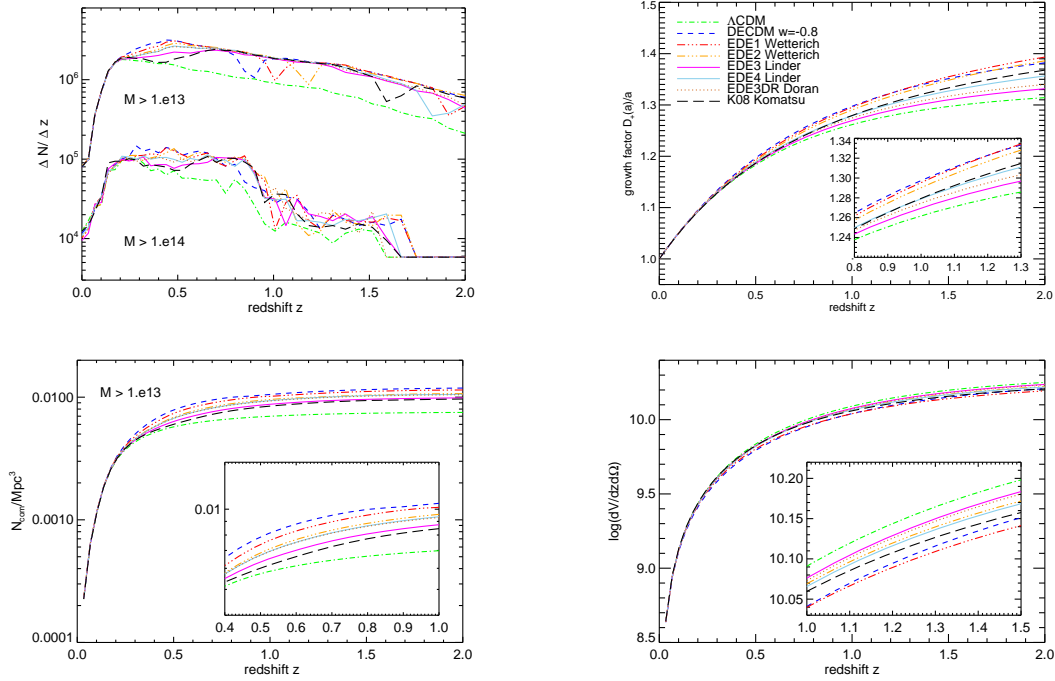 10^6
10^5
10^4
Δ N/ Δ z
M > 1.e13
M > 1.e14
0.0 0.5 1.0 1.5 2.0
redshift z
1.5
1.4
1.3
1.2
1.1
1.0
growth factor D₊(a)/a
ΛCDM
DECDM w=-0.8
EDE1 Wetterich
EDE2 Wetterich
EDE3 Linder
EDE4 Linder
EDE3DR Doran
K08 Komatsu
1.34
1.32
1.30
1.28
1.26
1.24
0.8 0.9 1.0 1.1 1.2 1.3
0.0 0.5 1.0 1.5 2.0
redshift z
0.0100
0.0010
0.0001
N_com/Mpc^3
M > 1.e13
0.01
0.4 0.5 0.6 0.7 0.8 0.9 1.0
0.0 0.5 1.0 1.5 2.0
redshift z
10.0
9.5
9.0
8.5
log(dV/dzdΩ)
10.20
10.15
10.10
10.05
1.0 1.1 1.2 1.3 1.4 1.5
0.0 0.5 1.0 1.5 2.0
redshift z